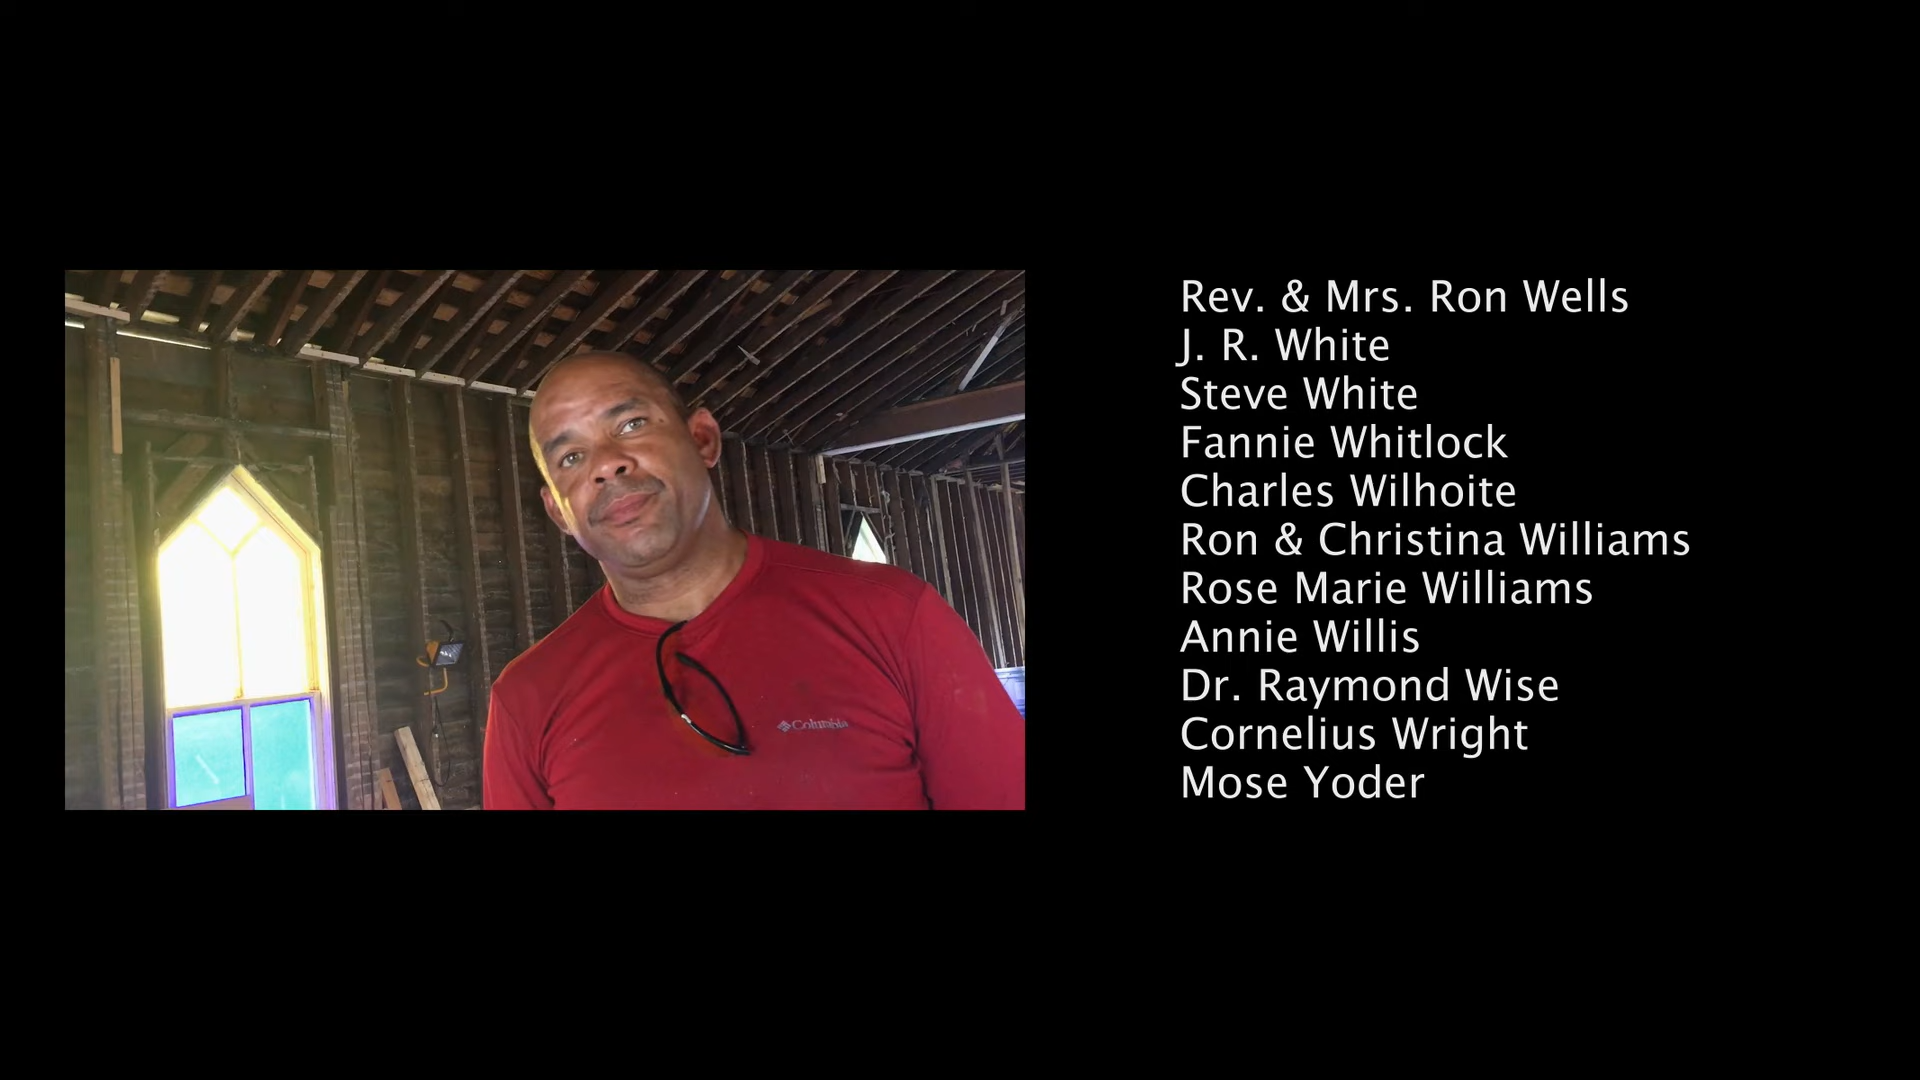 Rev. & Mrs. Ron Wells
J. R. White
Steve White
Fannie Whitlock
Charles Wilhoite
Ron & Christina Williams
Rose Marie Williams
Annie Willis
Dr. Raymond Wise
Cornelius Wright
Mose Yoder
Columbia